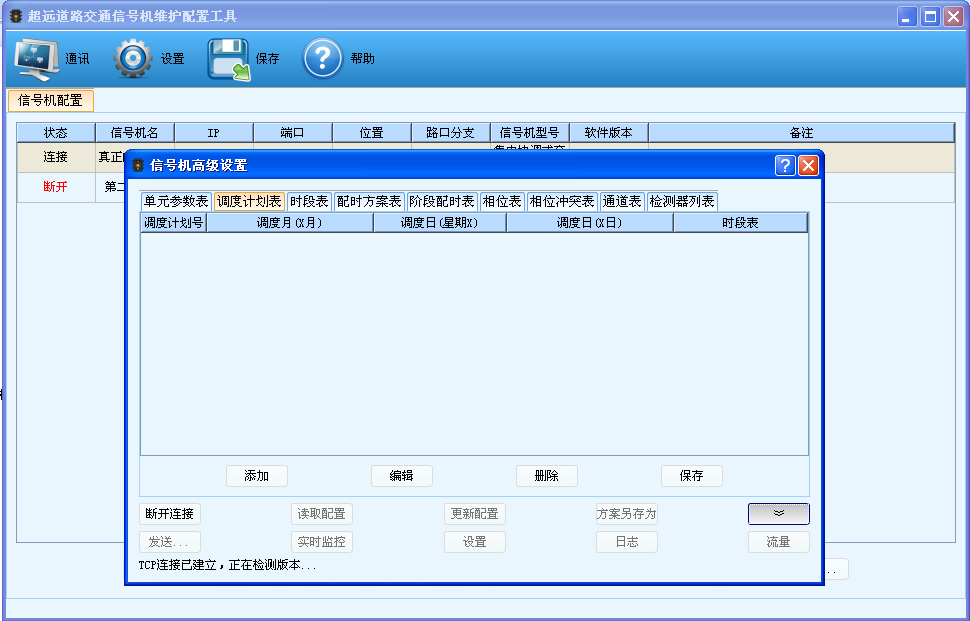 超远道路交通信号机维护配置工具
通讯 设置 保存 帮助
信号机配置
状态 信号机名 IP 端口 位置 路口分支 信号机型号 软件版本 备注
连接 真正
断开 第二
信号机高级设置
单元参数表 调度计划表 时段表 配时方案表 阶段配时表 相位表 相位冲突表 通道表 检测器列表
调度计划号 调度月(X月) 调度日(星期X) 调度日(X日) 时段表
添加 编辑 删除 保存
断开连接 读取配置 更新配置 方案另存为
发送... 实时监控 设置 日志 流量
TCP连接已建立，正在检测版本...